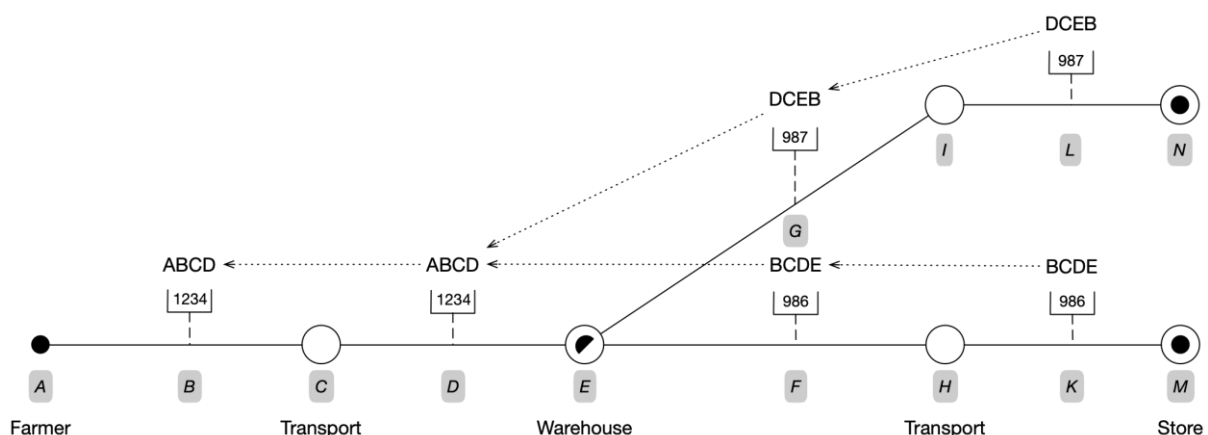 DCEB
987
DCEB
987
I L N
G
ABCD ABCD BCDE BCDE
1234 1234 986 986
A B C D E F H K M
Farmer Transport Warehouse Transport Store